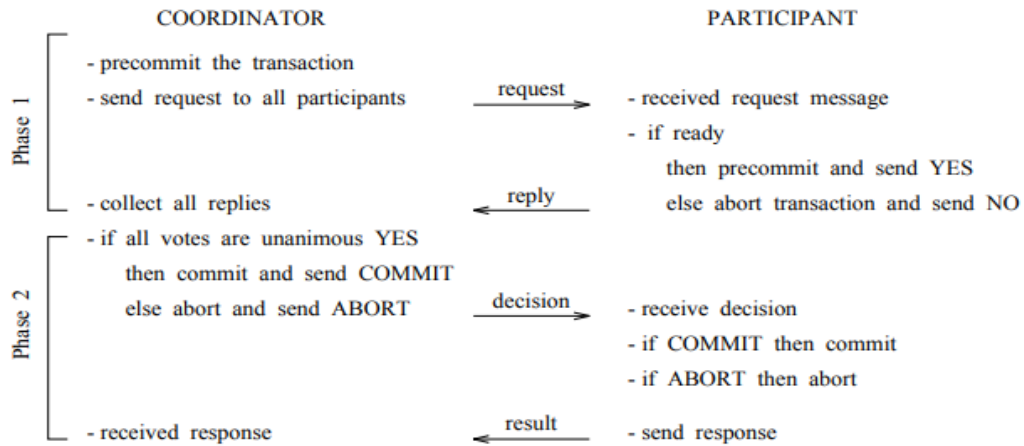 COORDINATOR PARTICIPANT
Phase 1
- precommit the transaction
- send request to all participants request - received request message
- if ready
then precommit and send YES
- collect all replies reply else abort transaction and send NO
Phase 2
- if all votes are unanimous YES
then commit and send COMMIT
else abort and send ABORT decision - receive decision
- if COMMIT then commit
- if ABORT then abort
- received response result - send response